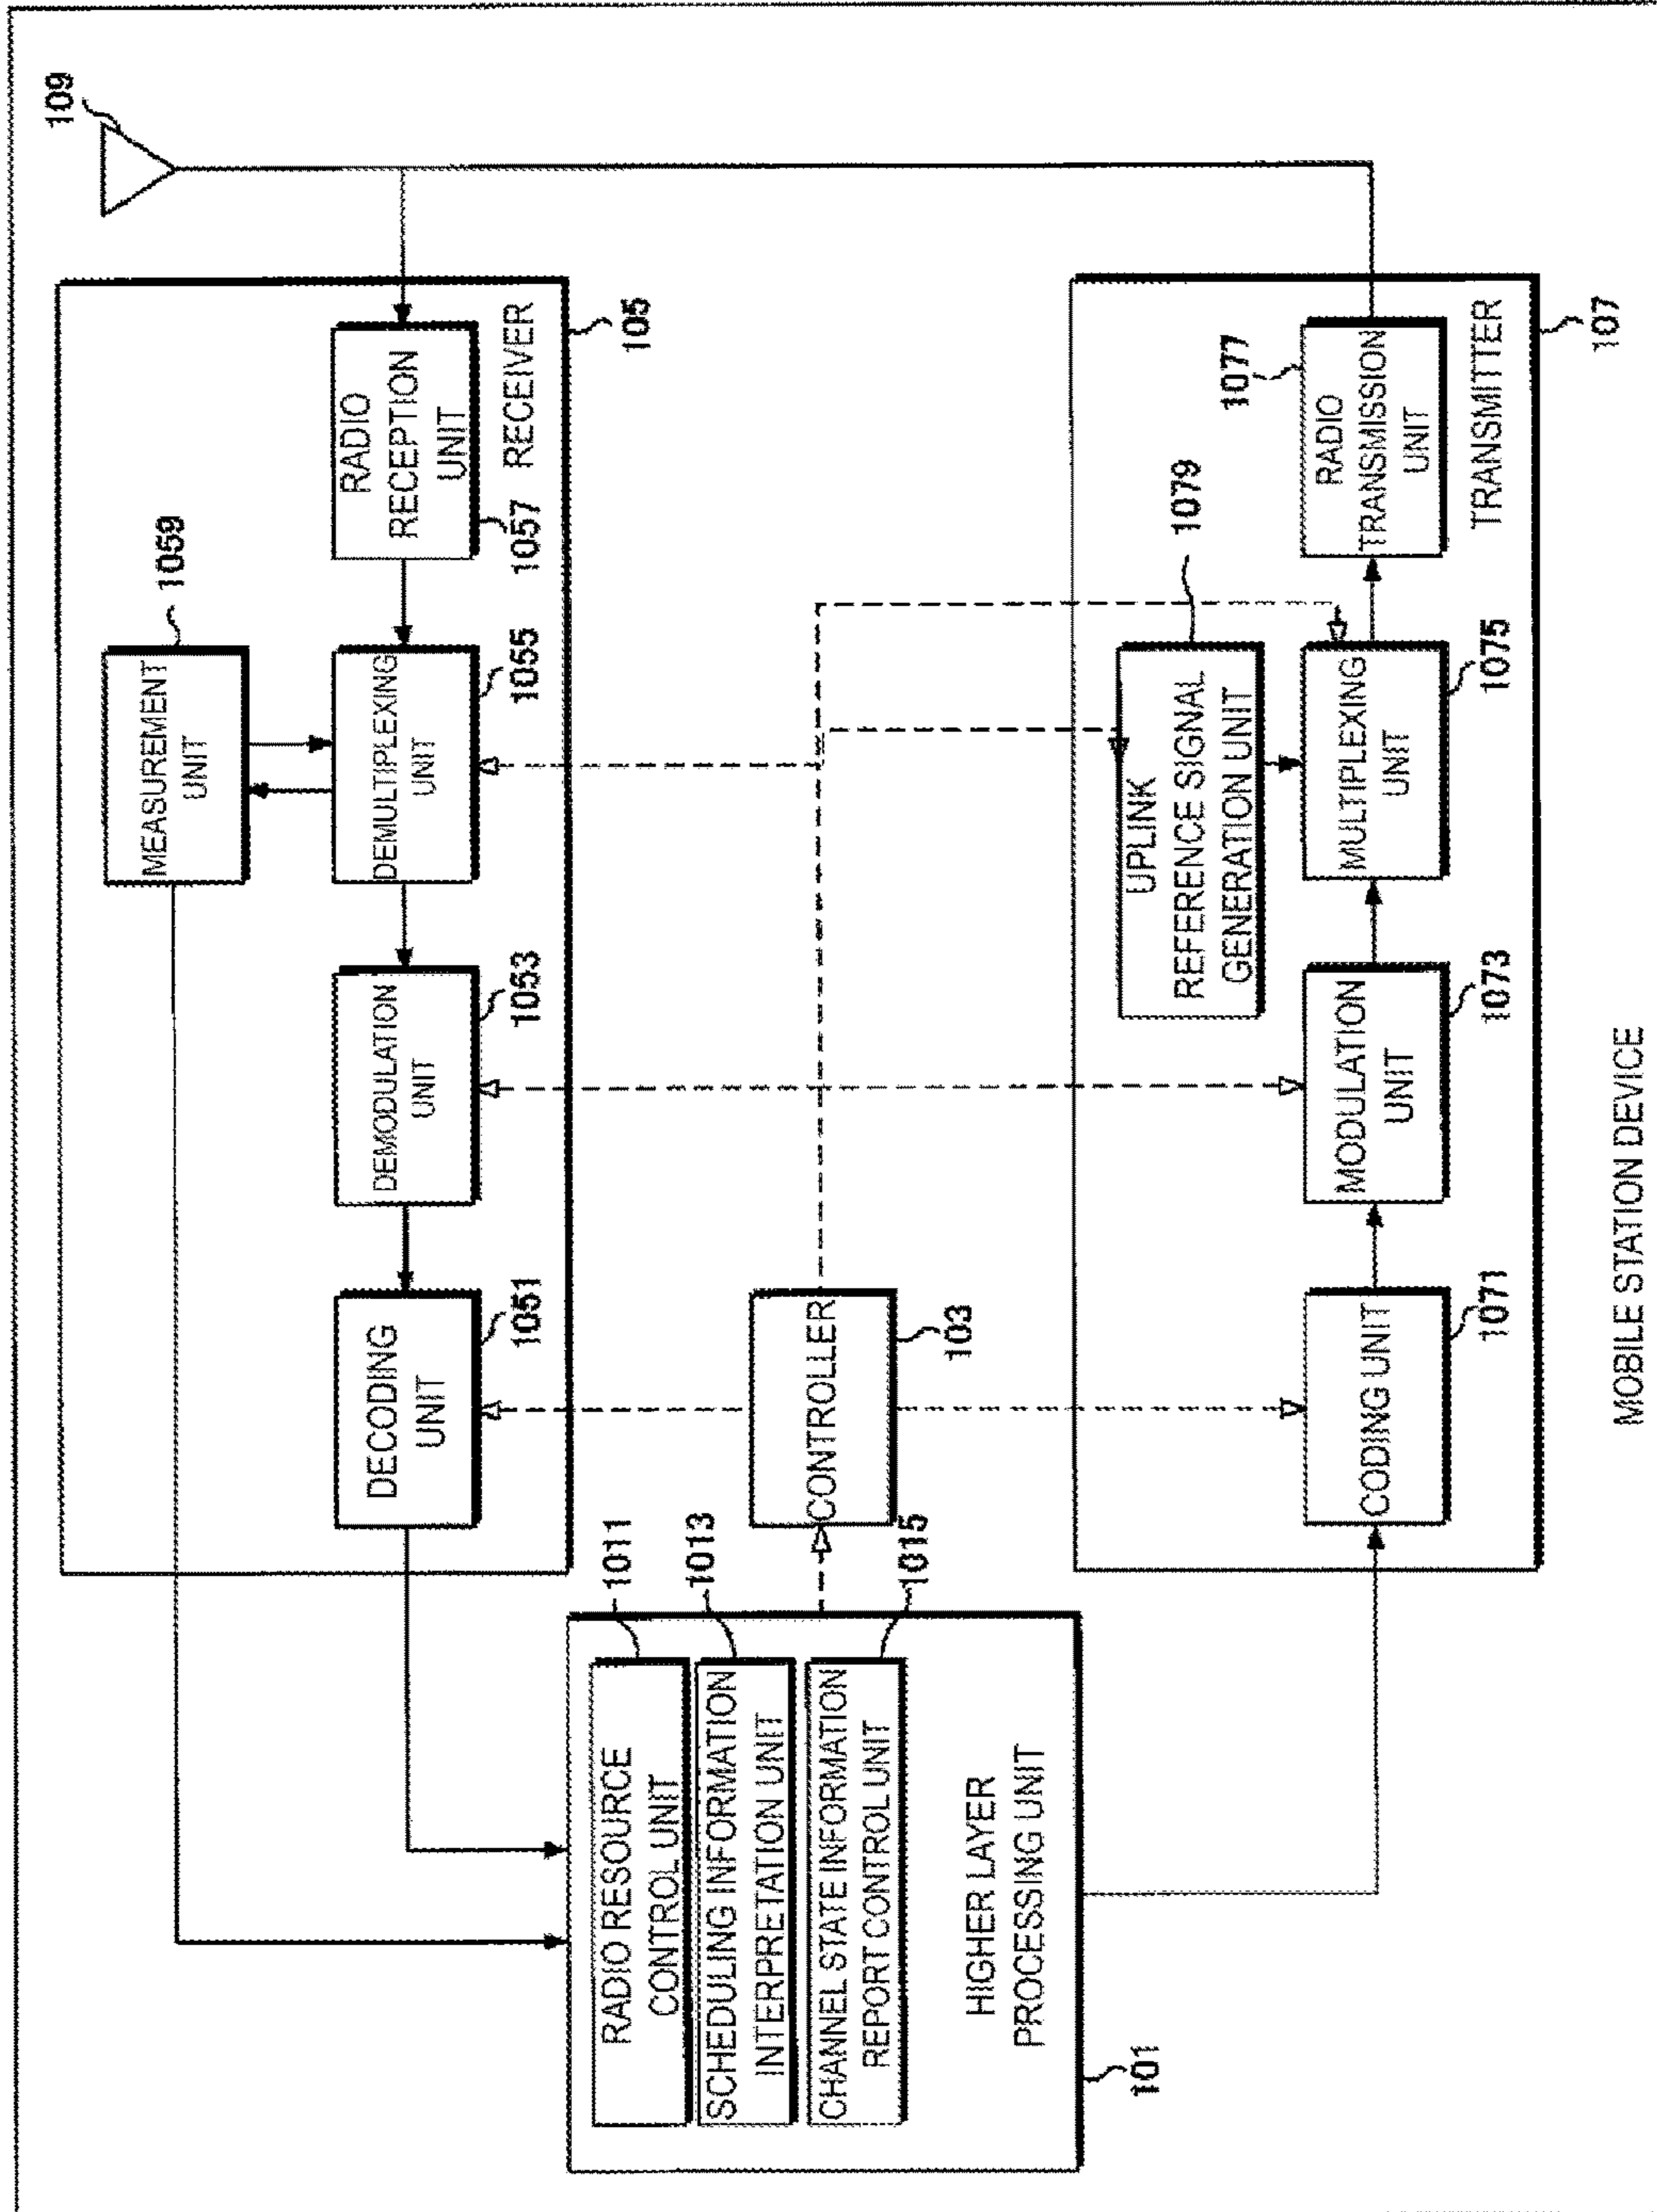 109
MEASUREMENT
UNIT
1059
RADIO
RECEPTION
UNIT
1057
DEMULTIPLEXING
UNIT
1055
DEMODULATION
UNIT
1053
DECODING
UNIT
1051
RECEIVER
105
RADIO RESOURCE
CONTROL UNIT
1011
SCHEDULING INFORMATION
INTERPRETATION UNIT
1013
CHANNEL STATE INFORMATION
REPORT CONTROL UNIT
1015
HIGHER LAYER
PROCESSING UNIT
101
CONTROLLER
103
UPLINK
REFERENCE SIGNAL
GENERATION UNIT
1079
CODING UNIT
1071
MODULATION
UNIT
1073
MULTIPLEXING
UNIT
1075
RADIO
TRANSMISSION
UNIT
1077
TRANSMITTER
107
MOBILE STATION DEVICE